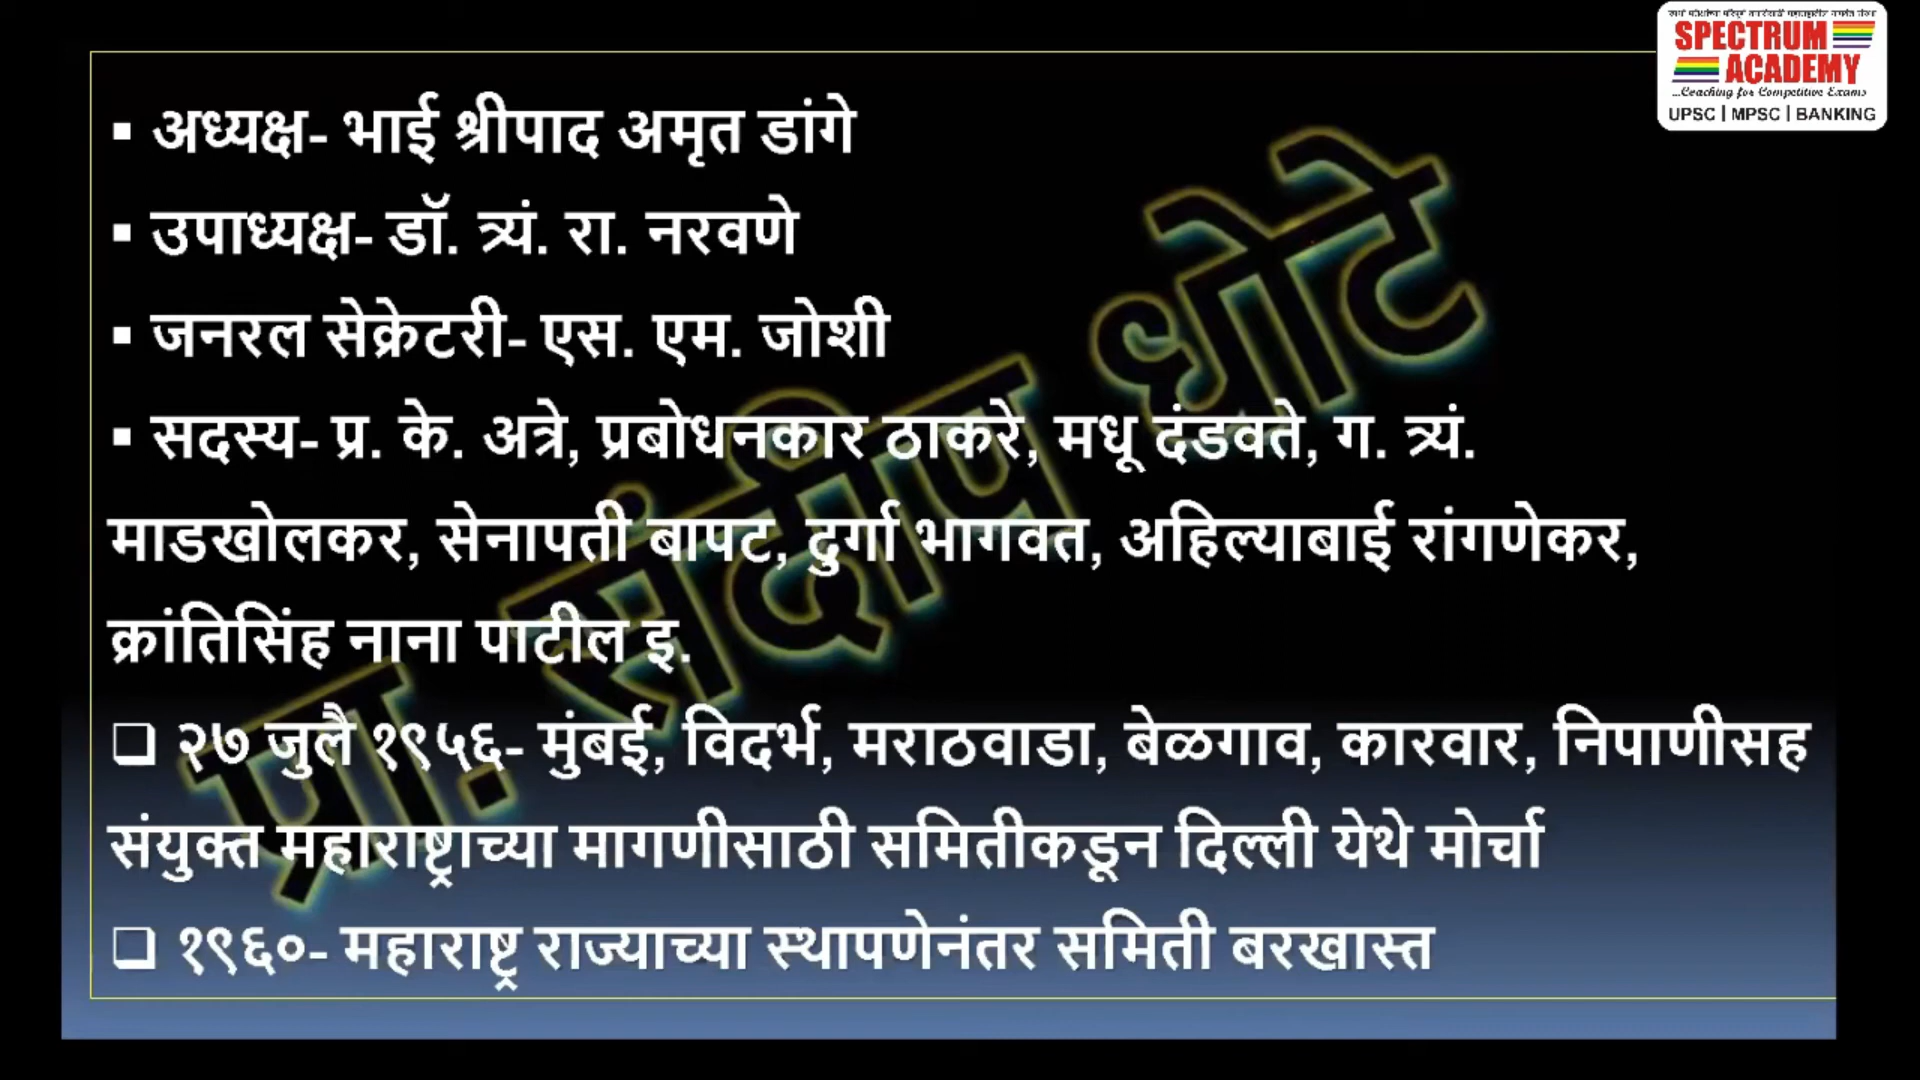 SPECTRUM
ACADEMY
...Coaching for Competitive Exams
UPSC | MPSC | BANKING
▪ अध्यक्ष- भाई श्रीपाद अमृत डांगे
▪ उपाध्यक्ष- डॉ. त्र्यं. रा. नरवणे
▪ जनरल सेक्रेटरी- एस. एम. जोशी
▪ सदस्य- प्र. के. अत्रे, प्रबोधनकार ठाकरे, मधू दंडवते, ग. त्र्यं.
माडखोलकर, सेनापती बापट, दुर्गा भागवत, अहिल्याबाई रांगणेकर,
क्रांतिसिंह नाना पाटील इ.
❑ २७ जुलै १९५६- मुंबई, विदर्भ, मराठवाडा, बेळगाव, कारवार, निपाणीसह
संयुक्त महाराष्ट्राच्या मागणीसाठी समितीकडून दिल्ली येथे मोर्चा
❑ १९६०- महाराष्ट्र राज्याच्या स्थापणेनंतर समिती बरखास्त
प्रा. संदीप धोटे